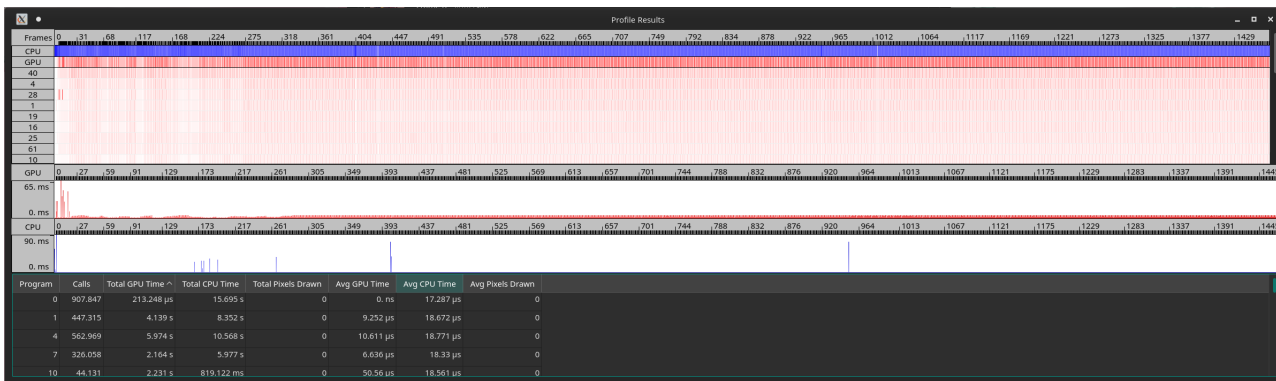 Profile Results
Frames 0 31 68 117 168 224 275 318 361 404 447 491 535 578 622 665 707 749 792 834 878 922 965 1012 1064 1117 1169 1221 1273 1325 1377 1429
CPU
GPU
40
4
28
1
19
16
25
61
10
GPU 0 27 59 91 129 173 217 261 305 349 393 437 481 525 569 613 657 701 744 788 832 876 920 964 1013 1067 1121 1175 1229 1283 1337 1391 144
65. ms
0. ms
CPU 0 27 59 91 129 173 217 261 305 349 393 437 481 525 569 613 657 701 744 788 832 876 920 964 1013 1067 1121 1175 1229 1283 1337 1391 144
90. ms
0. ms
Program Calls Total GPU Time ^ Total CPU Time Total Pixels Drawn Avg GPU Time Avg CPU Time Avg Pixels Drawn
0 907.847 213.248 µs 15.695 s 0 0. ns 17.287 µs 0
1 447.315 4.139 s 8.352 s 0 9.252 µs 18.672 µs 0
4 562.969 5.974 s 10.568 s 0 10.611 µs 18.771 µs 0
7 326.058 2.164 s 5.977 s 0 6.636 µs 18.33 µs 0
10 44.131 2.231 s 819.122 ms 0 50.56 µs 18.561 µs 0